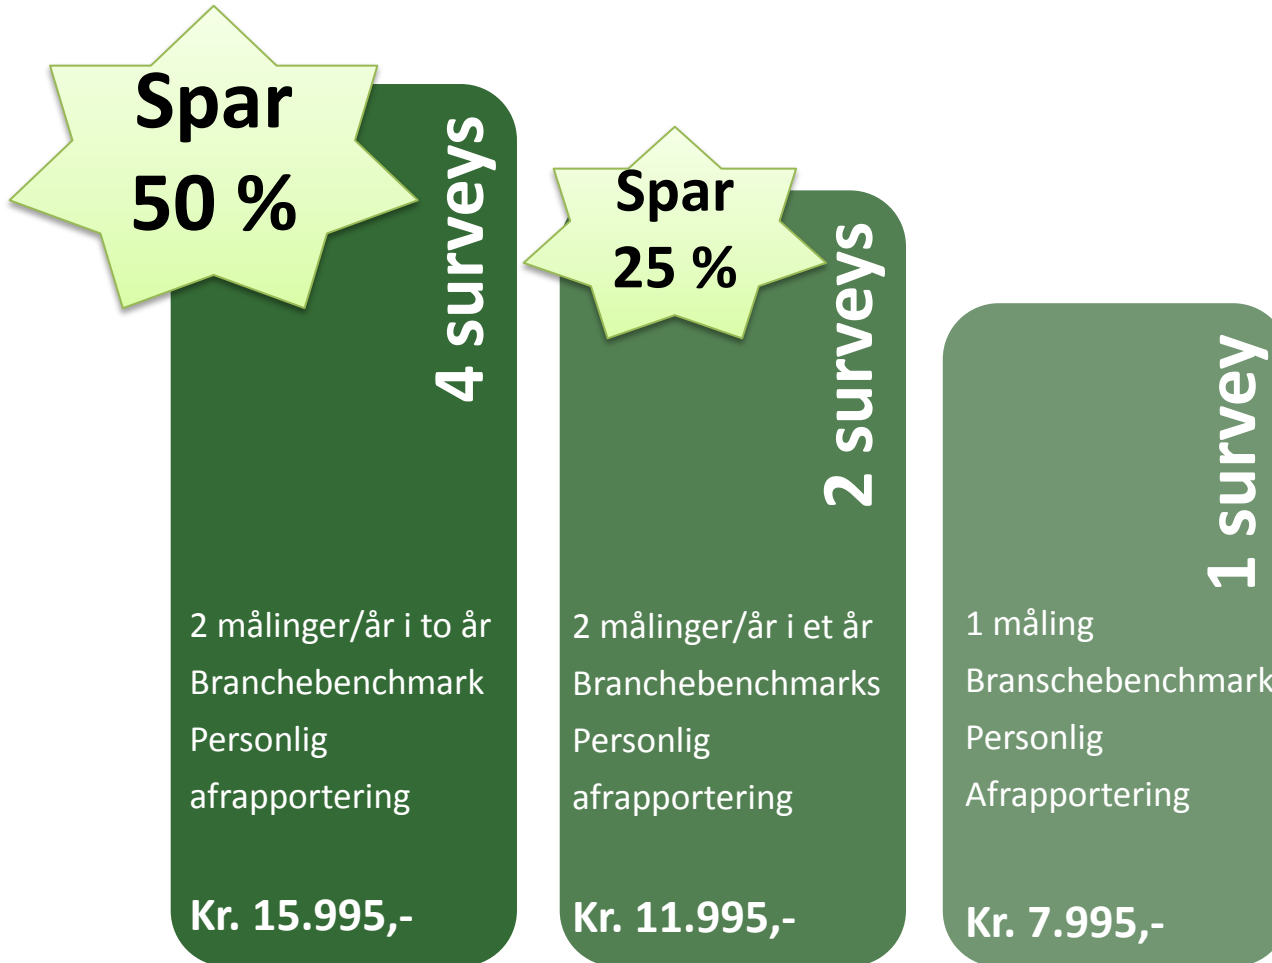 Spar
50 %
4 surveys
2 målinger/år i to år
Branchebenchmark
Personlig
afrapportering
Kr. 15.995,-
Spar
25 %
2 surveys
2 målinger/år i et år
Branchebenchmarks
Personlig
afrapportering
Kr. 11.995,-
1 survey
1 måling
Branschebenchmark
Personlig
Afrapportering
Kr. 7.995,-